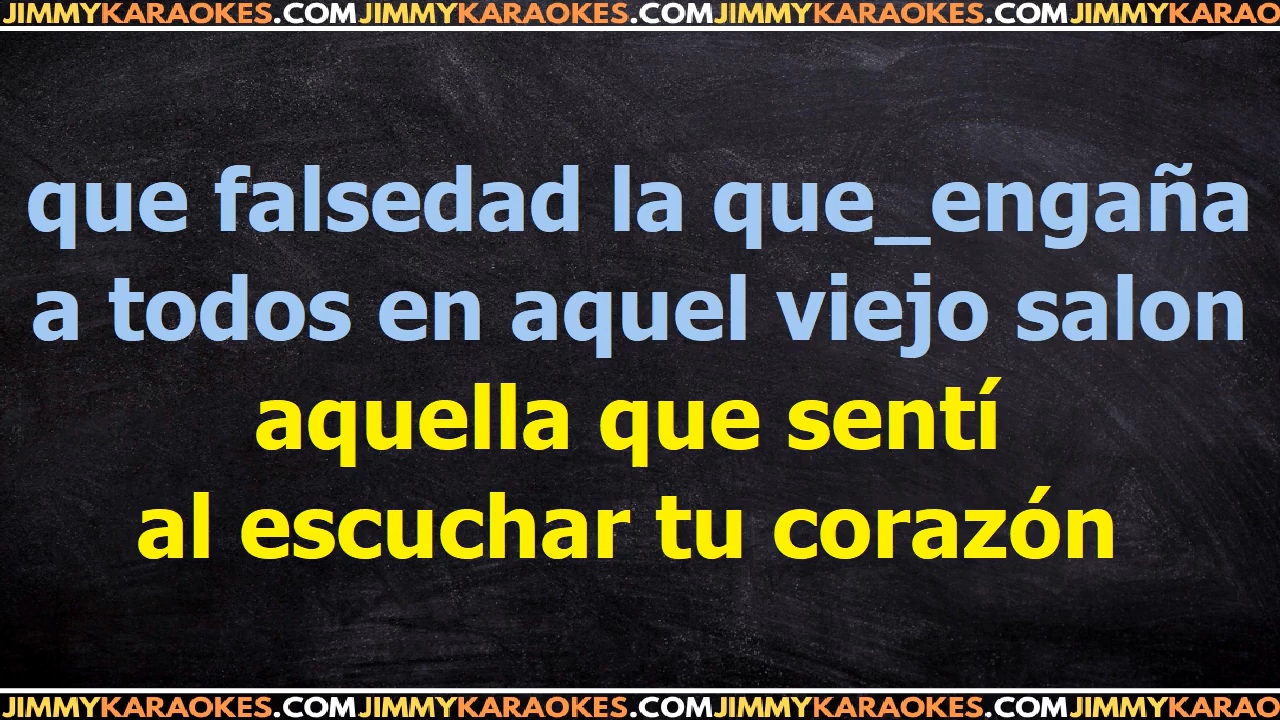 JIMMYKARAOKES.COMJIMMYKARAOKES.COMJIMMYKARAOKES.COMJIMMYKARAO
que falsedad la que_engaña
a todos en aquel viejo salon
aquella que sentí
al escuchar tu corazón
JIMMYKARAOKES.COMJIMMYKARAOKES.COMJIMMYKARAOKES.COMJIMMYKARAO